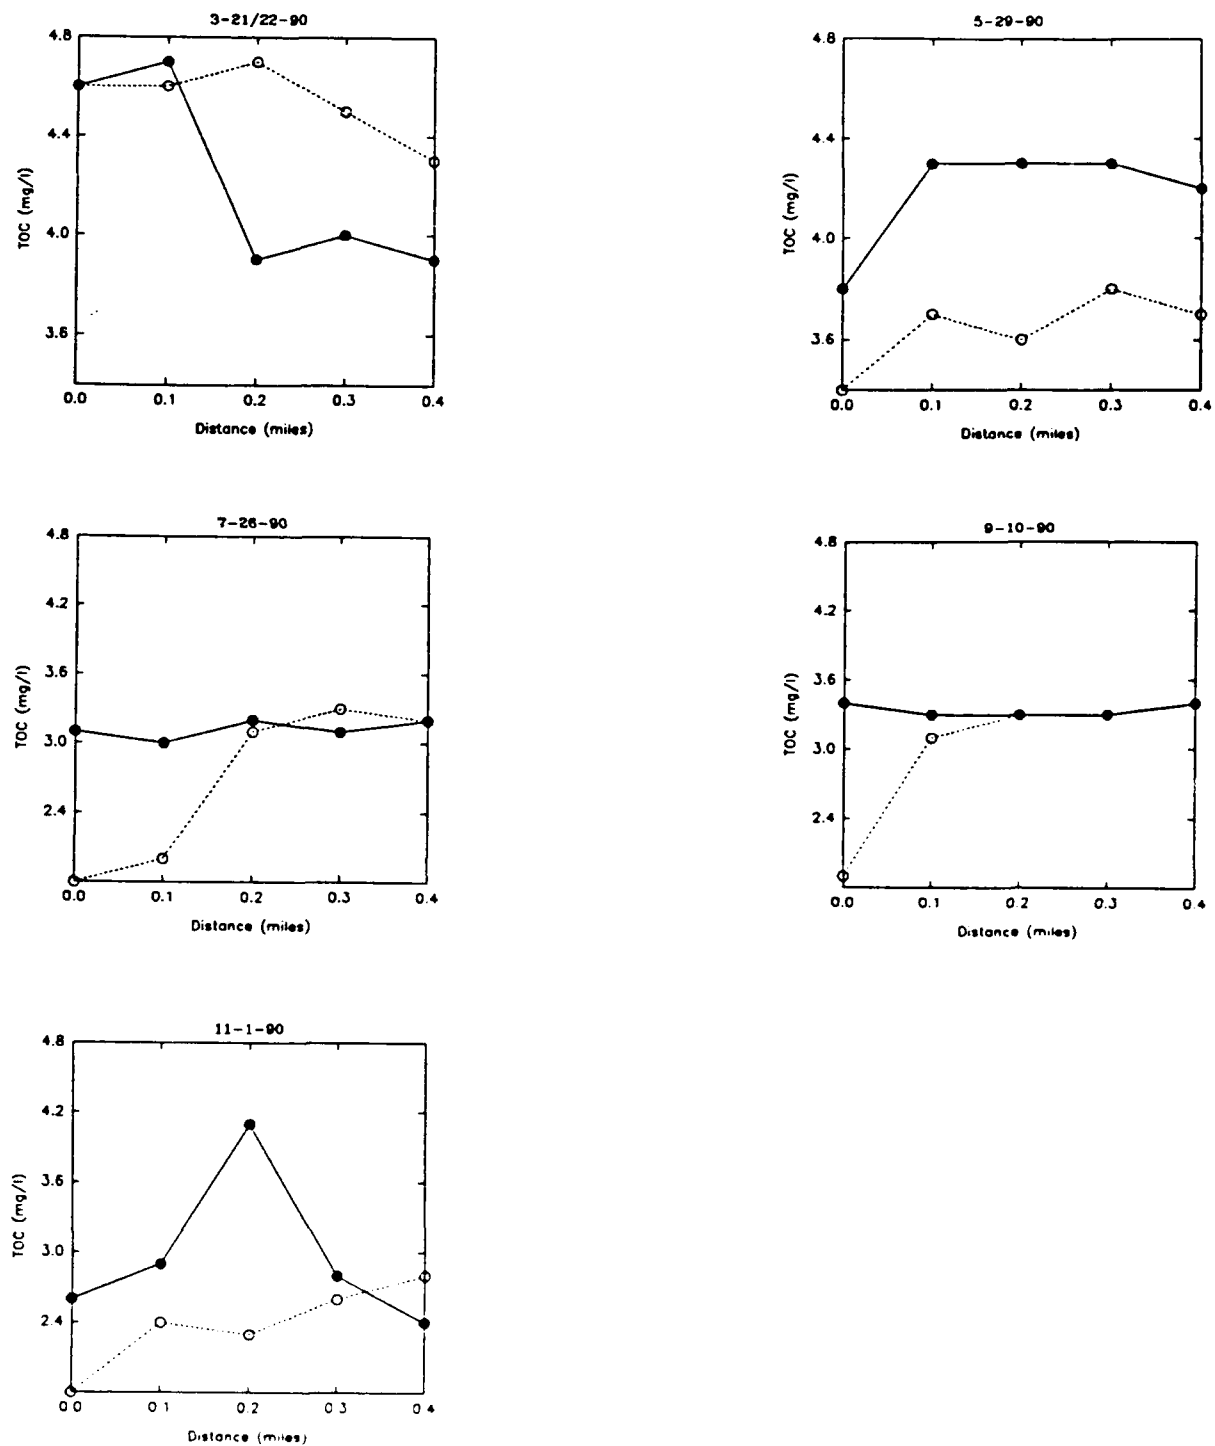 3-21/22-90
4.8
4.4
4.0
3.6
TOC (mg/l)
0.0 0.1 0.2 0.3 0.4
Distance (miles)
5-29-90
4.8
4.4
4.0
3.6
TOC (mg/l)
0.0 0.1 0.2 0.3 0.4
Distance (miles)
7-26-90
4.8
4.2
3.6
3.0
2.4
TOC (mg/l)
0.0 0.1 0.2 0.3 0.4
Distance (miles)
9-10-90
4.8
4.2
3.6
3.0
2.4
TOC (mg/l)
0.0 0.1 0.2 0.3 0.4
Distance (miles)
11-1-90
4.8
4.2
3.6
3.0
2.4
TOC (mg/l)
0.0 0.1 0.2 0.3 0.4
Distance (miles)